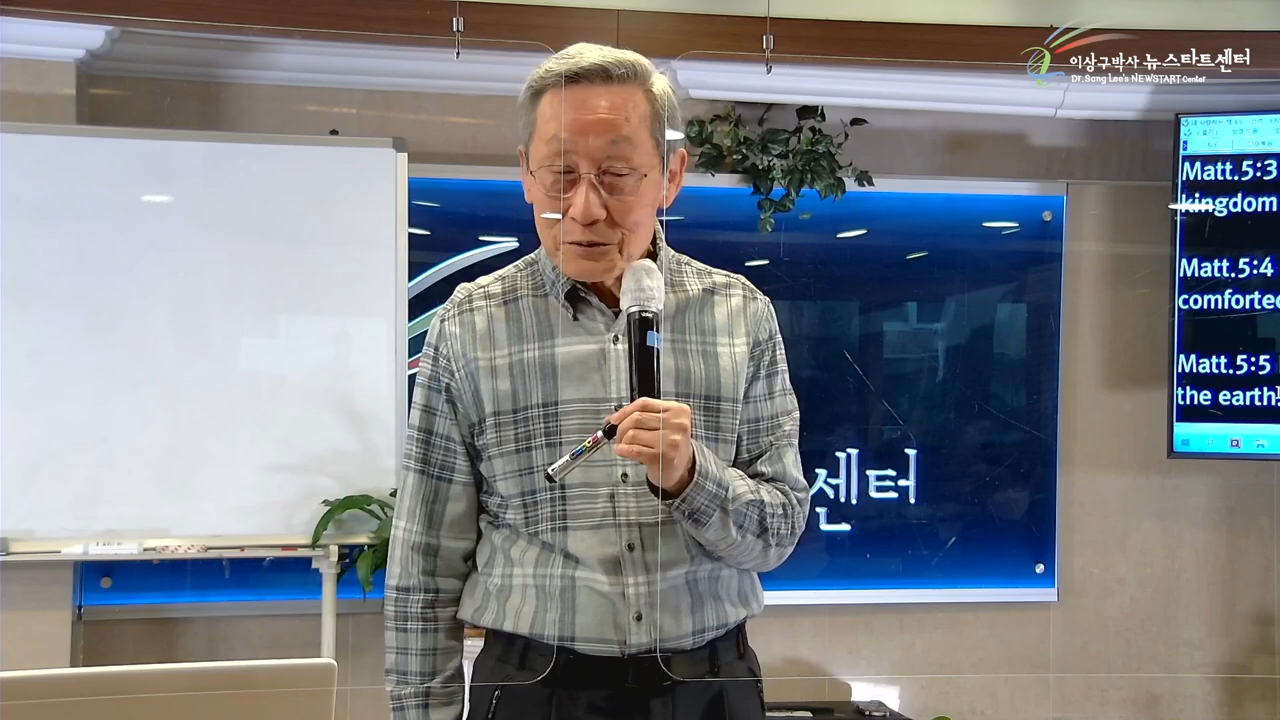 이상구박사 뉴스타트센터
Dr. Sang Lee's NEWSTART Center
Matt.5:3
kingdom
Matt.5:4
comforted
Matt.5:5
the earth
센터